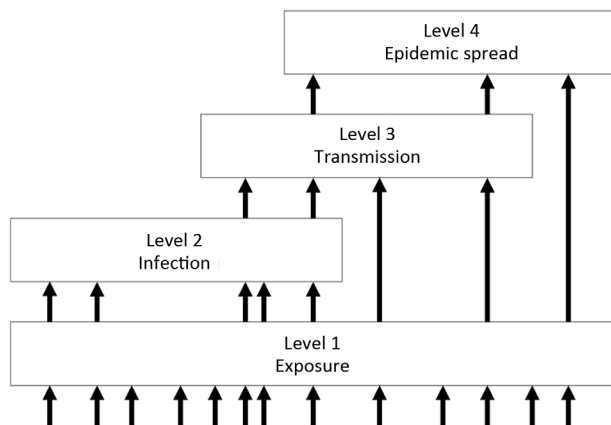 Level 4
Epidemic spread
Level 3
Transmission
Level 2
Infection
Level 1
Exposure